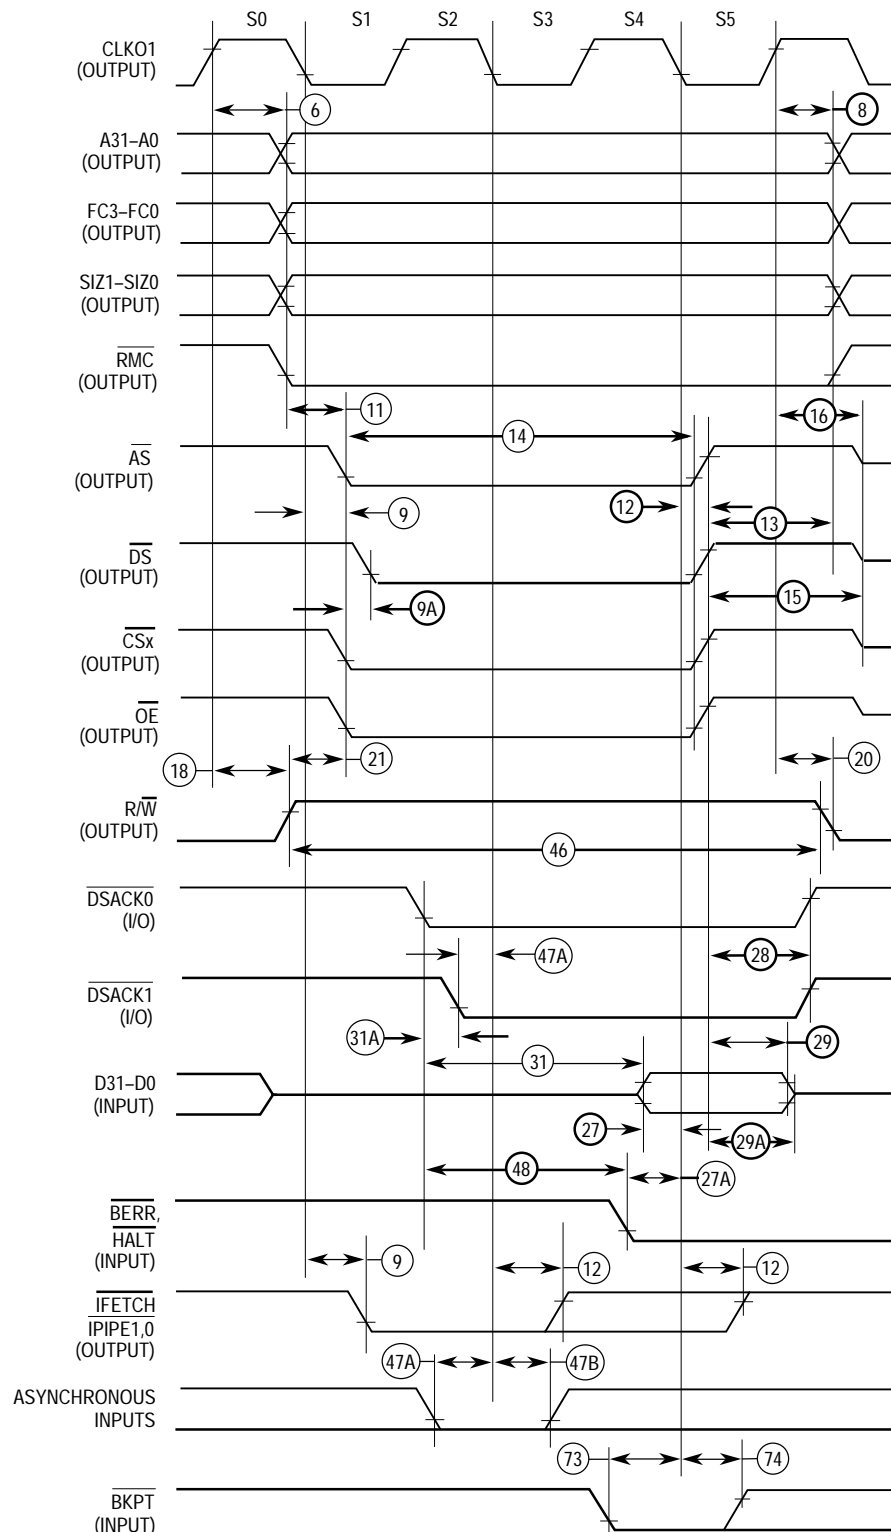 S0 S1 S2 S3 S4 S5
CLKO1
(OUTPUT)
6 8
A31–A0
(OUTPUT)
FC3–FC0
(OUTPUT)
SIZ1–SIZ0
(OUTPUT)
RMC
(OUTPUT)
11 16
14
AS
(OUTPUT)
9 12
13
DS
(OUTPUT)
9A 15
CSx
(OUTPUT)
OE
(OUTPUT)
18 21 20
R/W
(OUTPUT)
46
DSACK0
(I/O)
47A 28
DSACK1
(I/O)
31A 31 29
D31–D0
(INPUT)
27 29A
48 27A
BERR,
HALT
(INPUT)
9 12 12
IFETCH
IPIPE1,0
(OUTPUT)
47A 47B
ASYNCHRONOUS
INPUTS
73 74
BKPT
(INPUT)